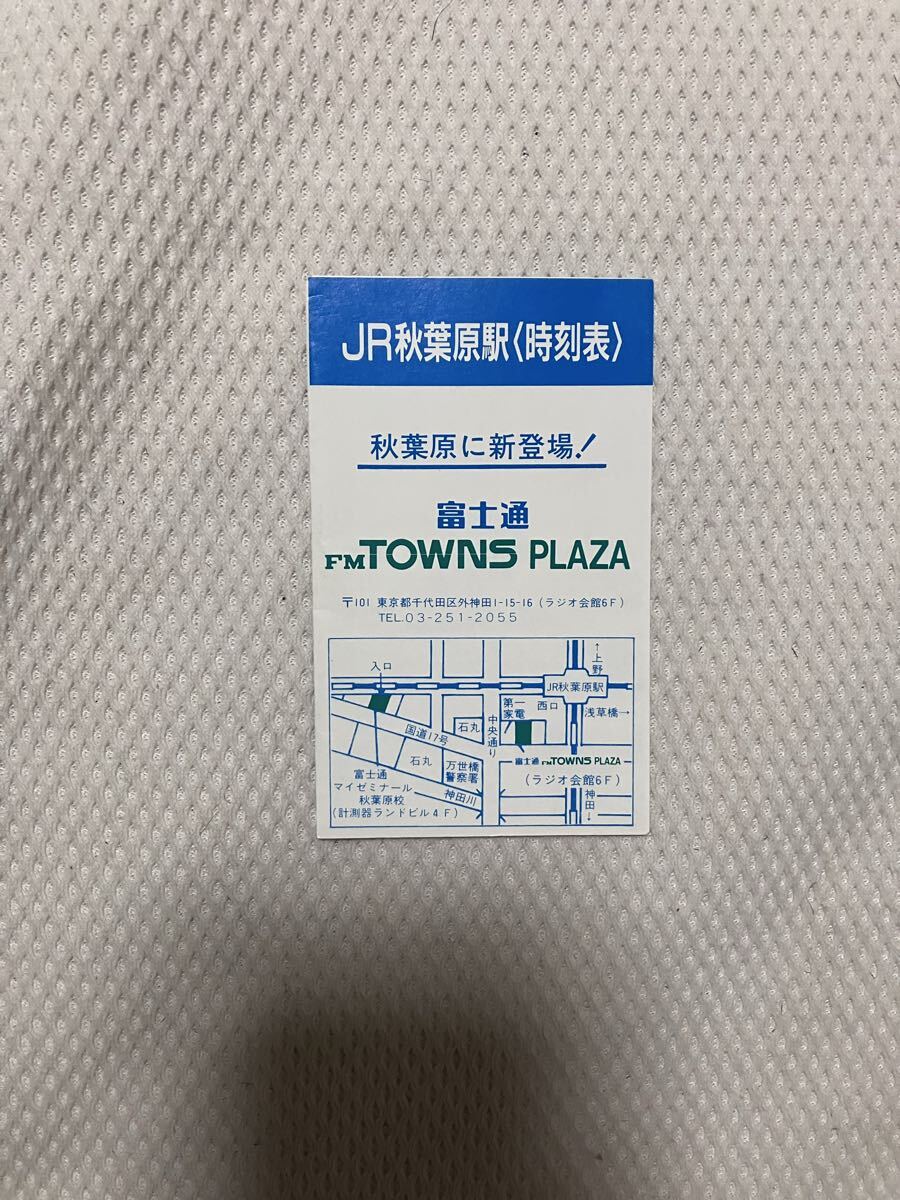 JR秋葉原駅〈時刻表〉
秋葉原に新登場!
富士通
FMTOWNS PLAZA
〒101 東京都千代田区外神田1-15-16(ラジオ会館6F)
TEL.03-251-2055
↑上野
入口
JR秋葉原駅
第一家電
西口
浅草橋→
中央通り
石丸
国道17号
石丸
万世橋警察署
富士通 FMTOWNS PLAZA
(ラジオ会館6F)
富士通
マイゼミナール
秋葉原校
(計測器ランドビル4F)
神田川
神田↓